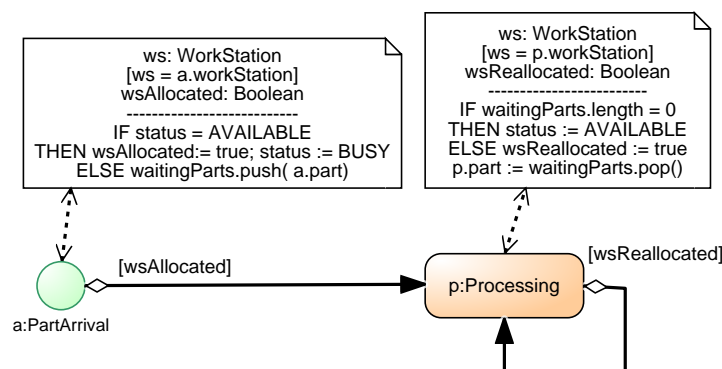 ws: WorkStation
[ws = a.workStation]
wsAllocated: Boolean
---------------------------
IF status = AVAILABLE
THEN wsAllocated:= true; status := BUSY
ELSE waitingParts.push( a.part)
ws: WorkStation
[ws = p.workStation]
wsReallocated: Boolean
-------------------------
IF waitingParts.length = 0
THEN status := AVAILABLE
ELSE wsReallocated := true
p.part := waitingParts.pop()
[wsAllocated]
[wsReallocated]
p:Processing
a:PartArrival